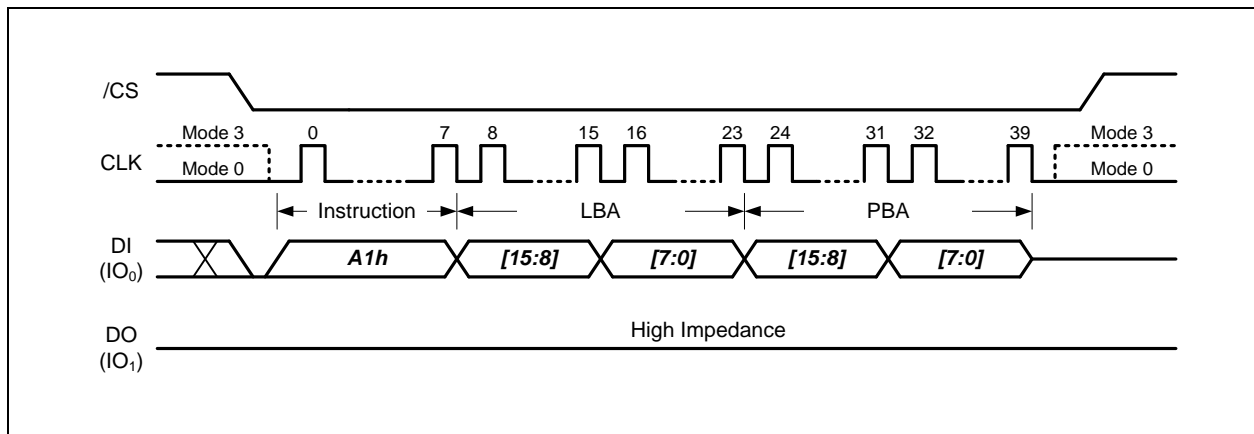 /CS
Mode 3 0 7 8 15 16 23 24 31 32 39 Mode 3
CLK
Mode 0 Mode 0
Instruction LBA PBA
DI
(IO₀)
A1h [15:8] [7:0] [15:8] [7:0]
DO
(IO₁)
High Impedance